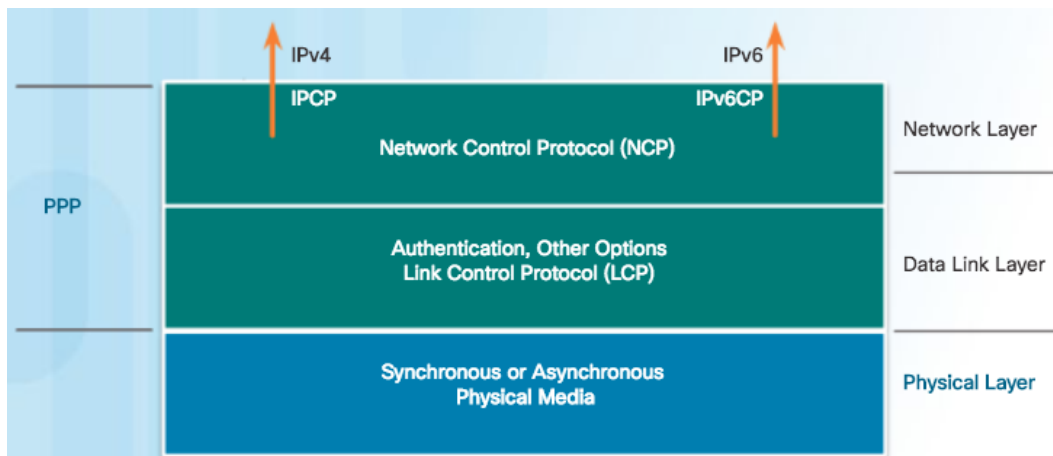 IPv4
IPv6
IPCP
IPv6CP
Network Control Protocol (NCP)
Network Layer
PPP
Authentication, Other Options
Link Control Protocol (LCP)
Data Link Layer
Synchronous or Asynchronous
Physical Media
Physical Layer